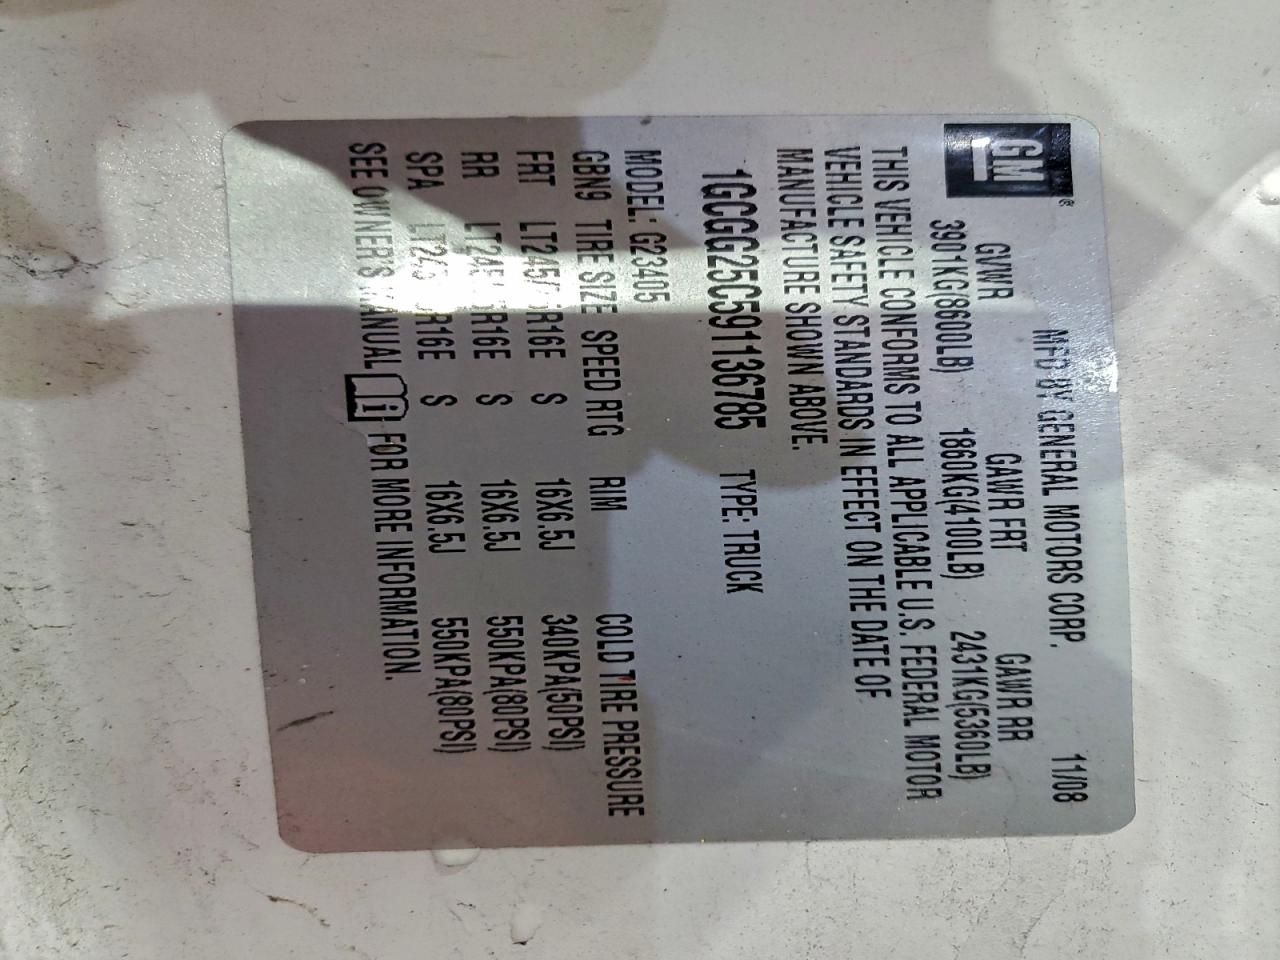 GM®
MFD BY GENERAL MOTORS CORP. 11/08
GVWR GAWR FRT GAWR RR
3901KG(8600LB) 1860KG(4100LB) 2431KG(5360LB)
THIS VEHICLE CONFORMS TO ALL APPLICABLE U.S. FEDERAL MOTOR
VEHICLE SAFETY STANDARDS IN EFFECT ON THE DATE OF
MANUFACTURE SHOWN ABOVE.
1GCGG25C591136785 TYPE: TRUCK
MODEL: G23405
GBN9 TIRE SIZE SPEED RTG RIM COLD TIRE PRESSURE
FRT S 16X6.5J 340KPA(50PSI)
RR S 16X6.5J 550KPA(80PSI)
SPA S 16X6.5J 550KPA(80PSI)
SEE OWNER'S MANUAL FOR MORE INFORMATION.